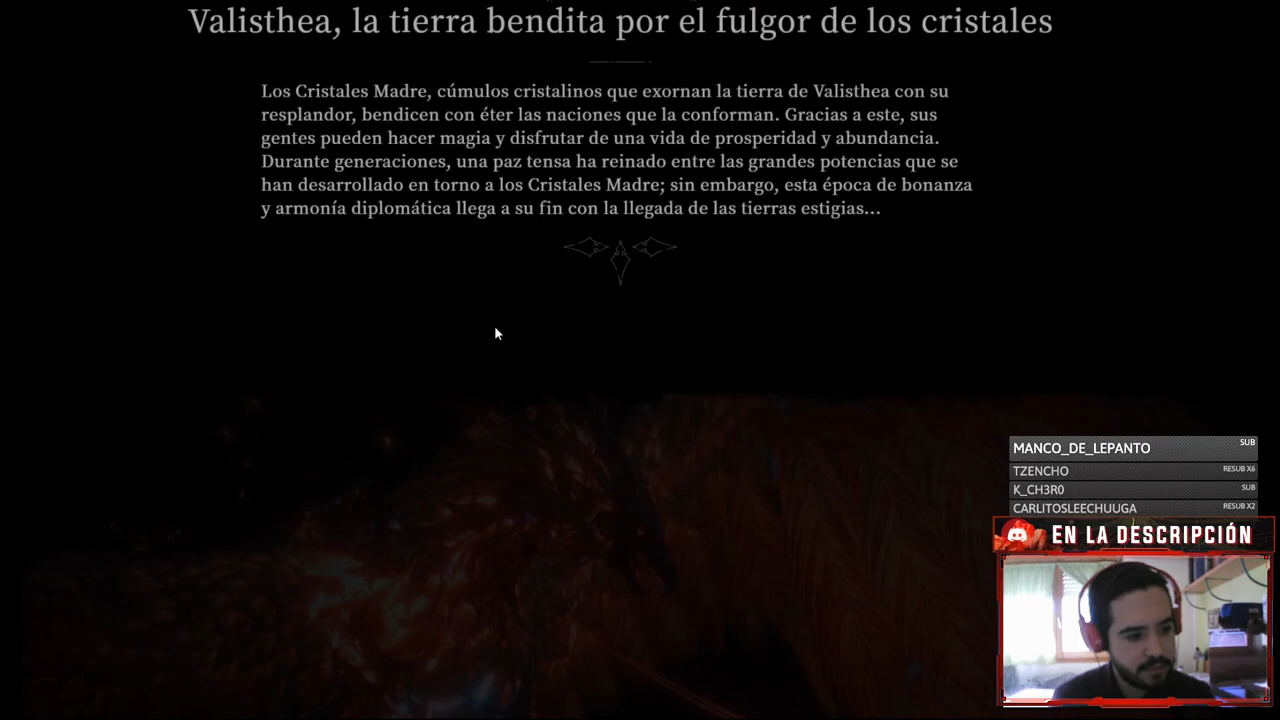 Valisthea, la tierra bendita por el fulgor de los cristales
Los Cristales Madre, cúmulos cristalinos que exornan la tierra de Valisthea con su
resplandor, bendicen con éter las naciones que la conforman. Gracias a este, sus
gentes pueden hacer magia y disfrutar de una vida de prosperidad y abundancia.
Durante generaciones, una paz tensa ha reinado entre las grandes potencias que se
han desarrollado en torno a los Cristales Madre; sin embargo, esta época de bonanza
y armonía diplomática llega a su fin con la llegada de las tierras estigias...
MANCO_DE_LEPANTO SUB
TZENCHO RESUB X6
K_CH3R0 SUB
CARLITOSLEECHUUGA RESUB X2
EN LA DESCRIPCIÓN